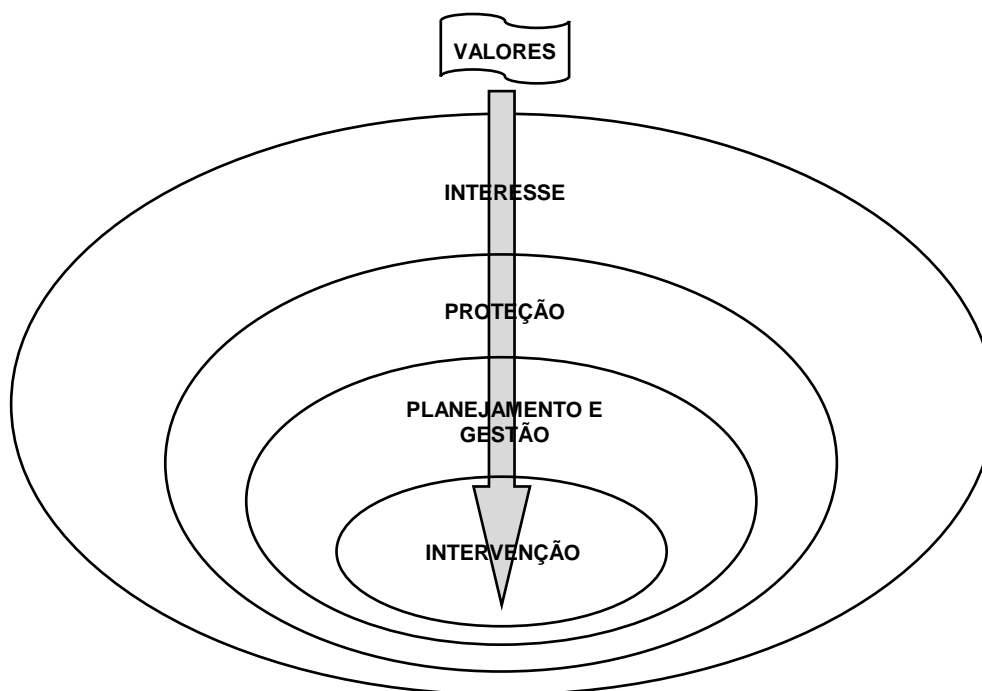 VALORES
INTERESSE
PROTEÇÃO
PLANEJAMENTO E
GESTÃO
INTERVENÇÃO